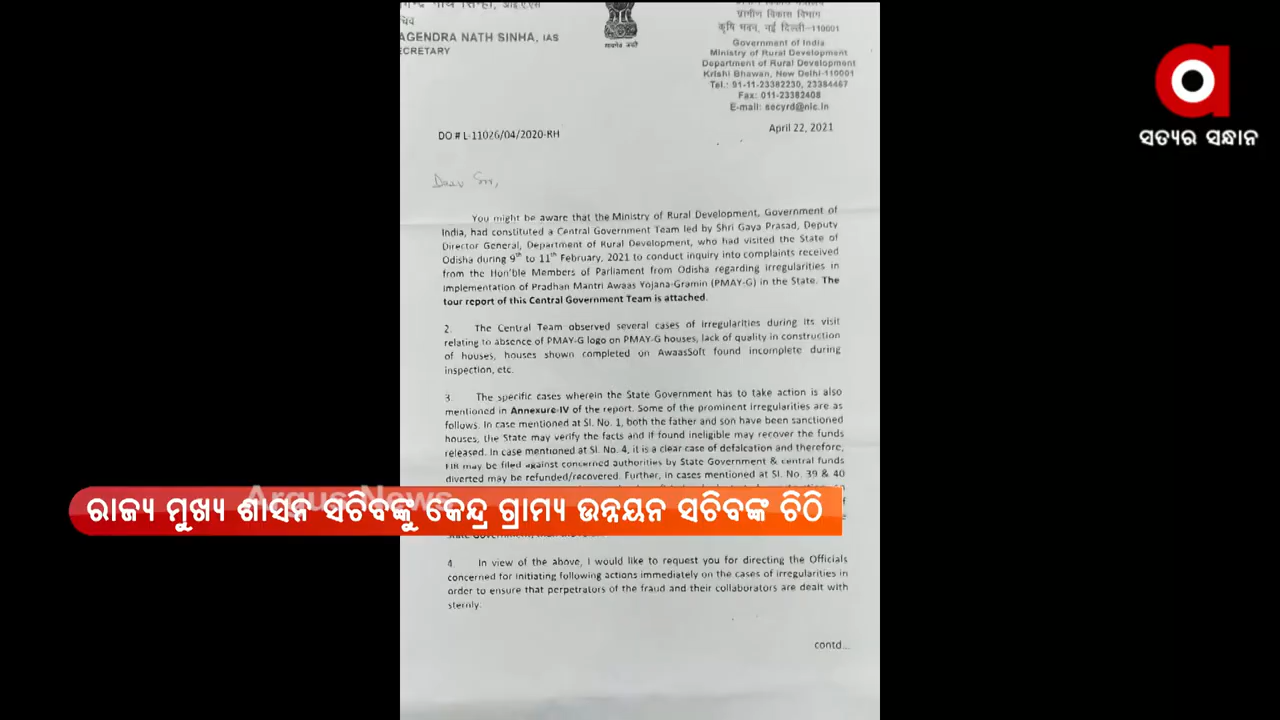 सचिव
AGENDRA NATH SINHA, IAS
ECRETARY
सत्यमेव जयते
ग्रामीण विकास विभाग
कृषि भवन, नई दिल्ली-110001
Government of India
Ministry of Rural Development
Department of Rural Development
Krishi Bhawan, New Delhi-110001
Tel.: 91-11-23382230, 23384467
Fax: 011-23382408
E-mail: secyrd@nic.in
DO # L-11026/04/2020-RH
April 22, 2021
Dear Sir,
You might be aware that the Ministry of Rural Development, Government of
India, had constituted a Central Government Team led by Shri Gaya Prasad, Deputy
Director General, Department of Rural Development, who had visited the State of
Odisha during 9th to 11th February, 2021 to conduct inquiry into complaints received
from the Hon'ble Members of Parliament from Odisha regarding irregularities in
implementation of Pradhan Mantri Awaas Yojana-Gramin (PMAY-G) in the State. The
tour report of this Central Government Team is attached.
2. The Central Team observed several cases of irregularities during its visit
relating to absence of PMAY-G logo on PMAY-G houses, lack of quality in construction
of houses, houses shown completed on AwaasSoft found incomplete during
inspection, etc.
3. The specific cases wherein the State Government has to take action is also
mentioned in Annexure-IV of the report. Some of the prominent irregularities are as
follows. In case mentioned at Sl. No. 1, both the father and son have been sanctioned
houses, the State may verify the facts and if found ineligible may recover the funds
released. In case mentioned at Sl. No. 4, it is a clear case of defalcation and therefore,
FIR may be filed against concerned authorities by State Government & central funds
diverted may be refunded/recovered. Further, in cases mentioned at Sl. No. 39 & 40
Argus News
ରାଜ୍ୟ ମୁଖ୍ୟ ଶାସନ ସଚିବଙ୍କୁ କେନ୍ଦ୍ର ଗ୍ରାମ୍ୟ ଉନ୍ନୟନ ସଚିବଙ୍କ ଚିଠି
4. In view of the above, I would like to request you for directing the Officials
concerned for initiating following actions immediately on the cases of irregularities in
order to ensure that perpetrators of the fraud and their collaborators are dealt with
sternly:
contd...
a
ସତ୍ୟର ସନ୍ଧାନ